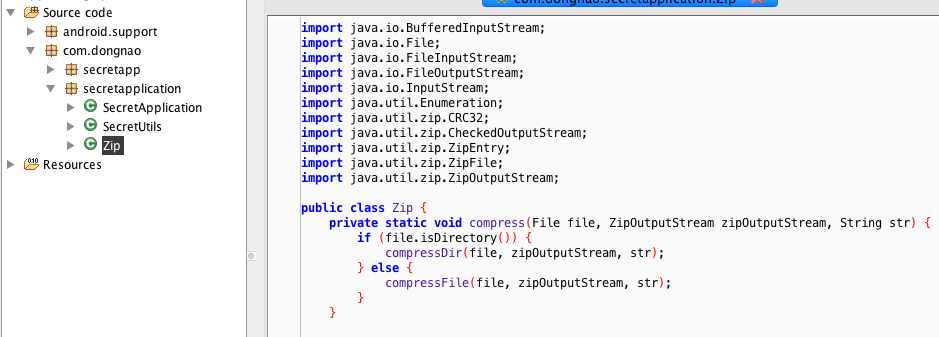 Source code
android.support
com.dongnao
secretapp
secretapplication
SecretApplication
SecretUtils
Zip
Resources
com.dongnao.secretapplication.Zip
import java.io.BufferedInputStream;
import java.io.File;
import java.io.FileInputStream;
import java.io.FileOutputStream;
import java.io.InputStream;
import java.util.Enumeration;
import java.util.zip.CRC32;
import java.util.zip.CheckedOutputStream;
import java.util.zip.ZipEntry;
import java.util.zip.ZipFile;
import java.util.zip.ZipOutputStream;
public class Zip {
private static void compress(File file, ZipOutputStream zipOutputStream, String str) {
if (file.isDirectory()) {
compressDir(file, zipOutputStream, str);
} else {
compressFile(file, zipOutputStream, str);
}
}